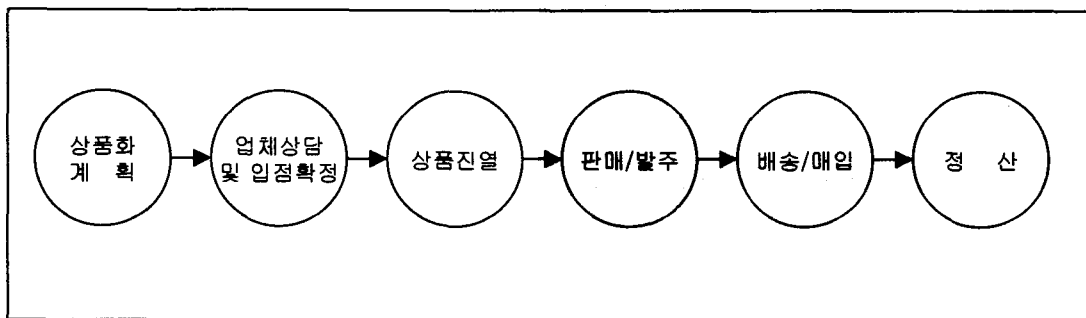 상품화
계 획
업체상담
및 입점확정
상품진열
판매/발주
배송/매입
정 산